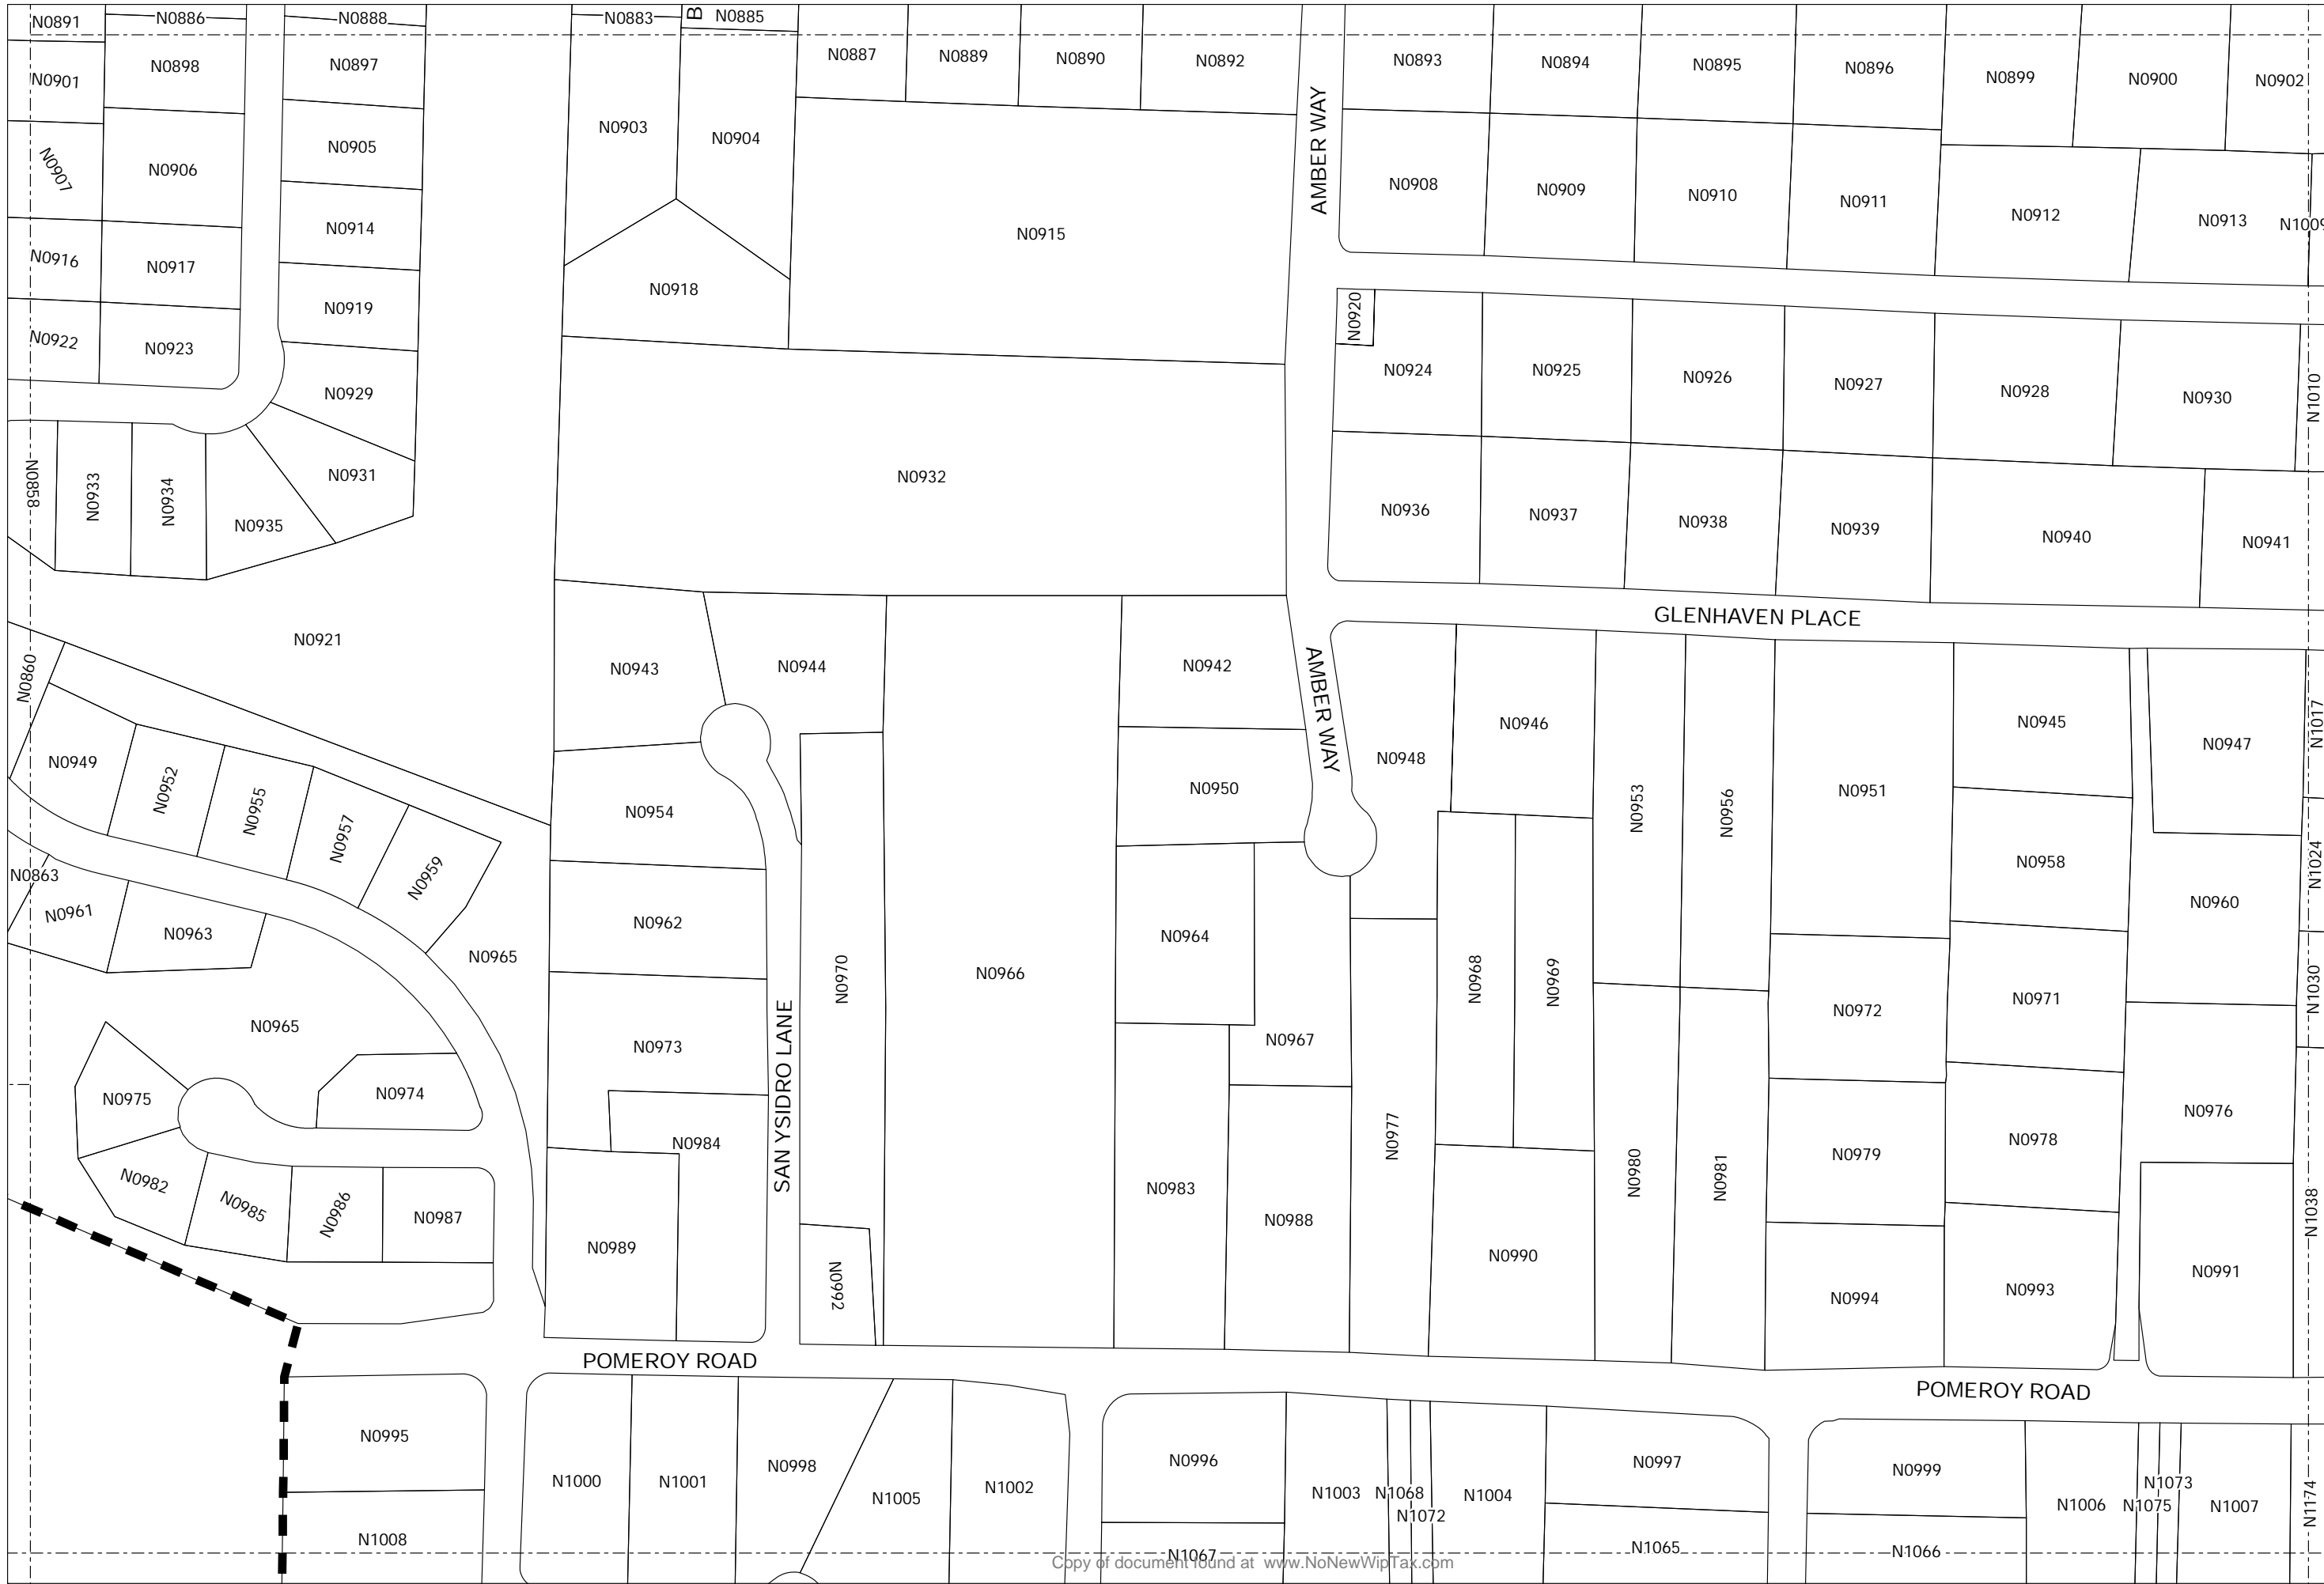 N0891
N0886
N0888
N0883
B
N0885
N0887
N0889
N0890
N0892
N0893
N0894
N0895
N0896
N0899
N0900
N0902
N0901
N0898
N0897
N0903
N0904
AMBER WAY
N0907
N0906
N0905
N0908
N0909
N0910
N0911
N0912
N0913
N1009
N0916
N0917
N0914
N0915
N0918
N0919
N0920
N0922
N0923
N0924
N0925
N0926
N0927
N0928
N0930
N1010
N0929
N0931
N0858
N0933
N0934
N0935
N0932
N0936
N0937
N0938
N0939
N0940
N0941
GLENHAVEN PLACE
N0921
N0860
N0943
N0944
N0942
AMBER WAY
N0946
N0945
N0947
N1017
N0949
N0952
N0955
N0957
N0959
N0954
N0950
N0948
N0953
N0956
N0951
N0958
N0960
N1024
N0863
N0961
N0963
N0965
N0962
N0970
N0966
N0964
N0968
N0969
N0972
N0971
N1030
N0965
N0973
N0967
SAN YSIDRO LANE
N0975
N0974
N0984
N0977
N0980
N0981
N0979
N0978
N0976
N0982
N0985
N0986
N0987
N0989
N0983
N0988
N1038
N0992
N0990
N0994
N0993
N0991
POMEROY ROAD
POMEROY ROAD
N0995
N1000
N1001
N0998
N1005
N1002
N0996
N1003
N1068
N1072
N1004
N0997
N0999
N1006
N1075
N1073
N1007
N1174
N1008
N1067
N1065
N1066
Copy of document found at www.NoNewWipTax.com